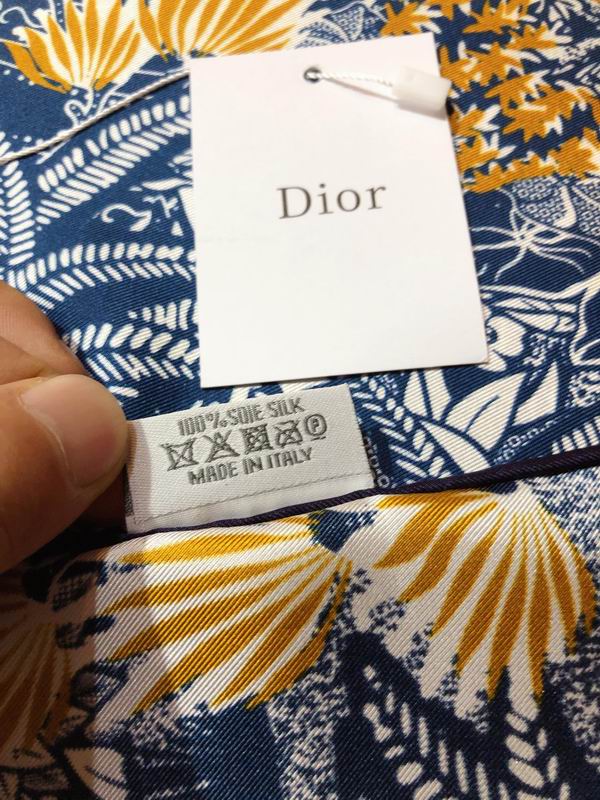 Dior
100% SOIE SILK
P
MADE IN ITALY